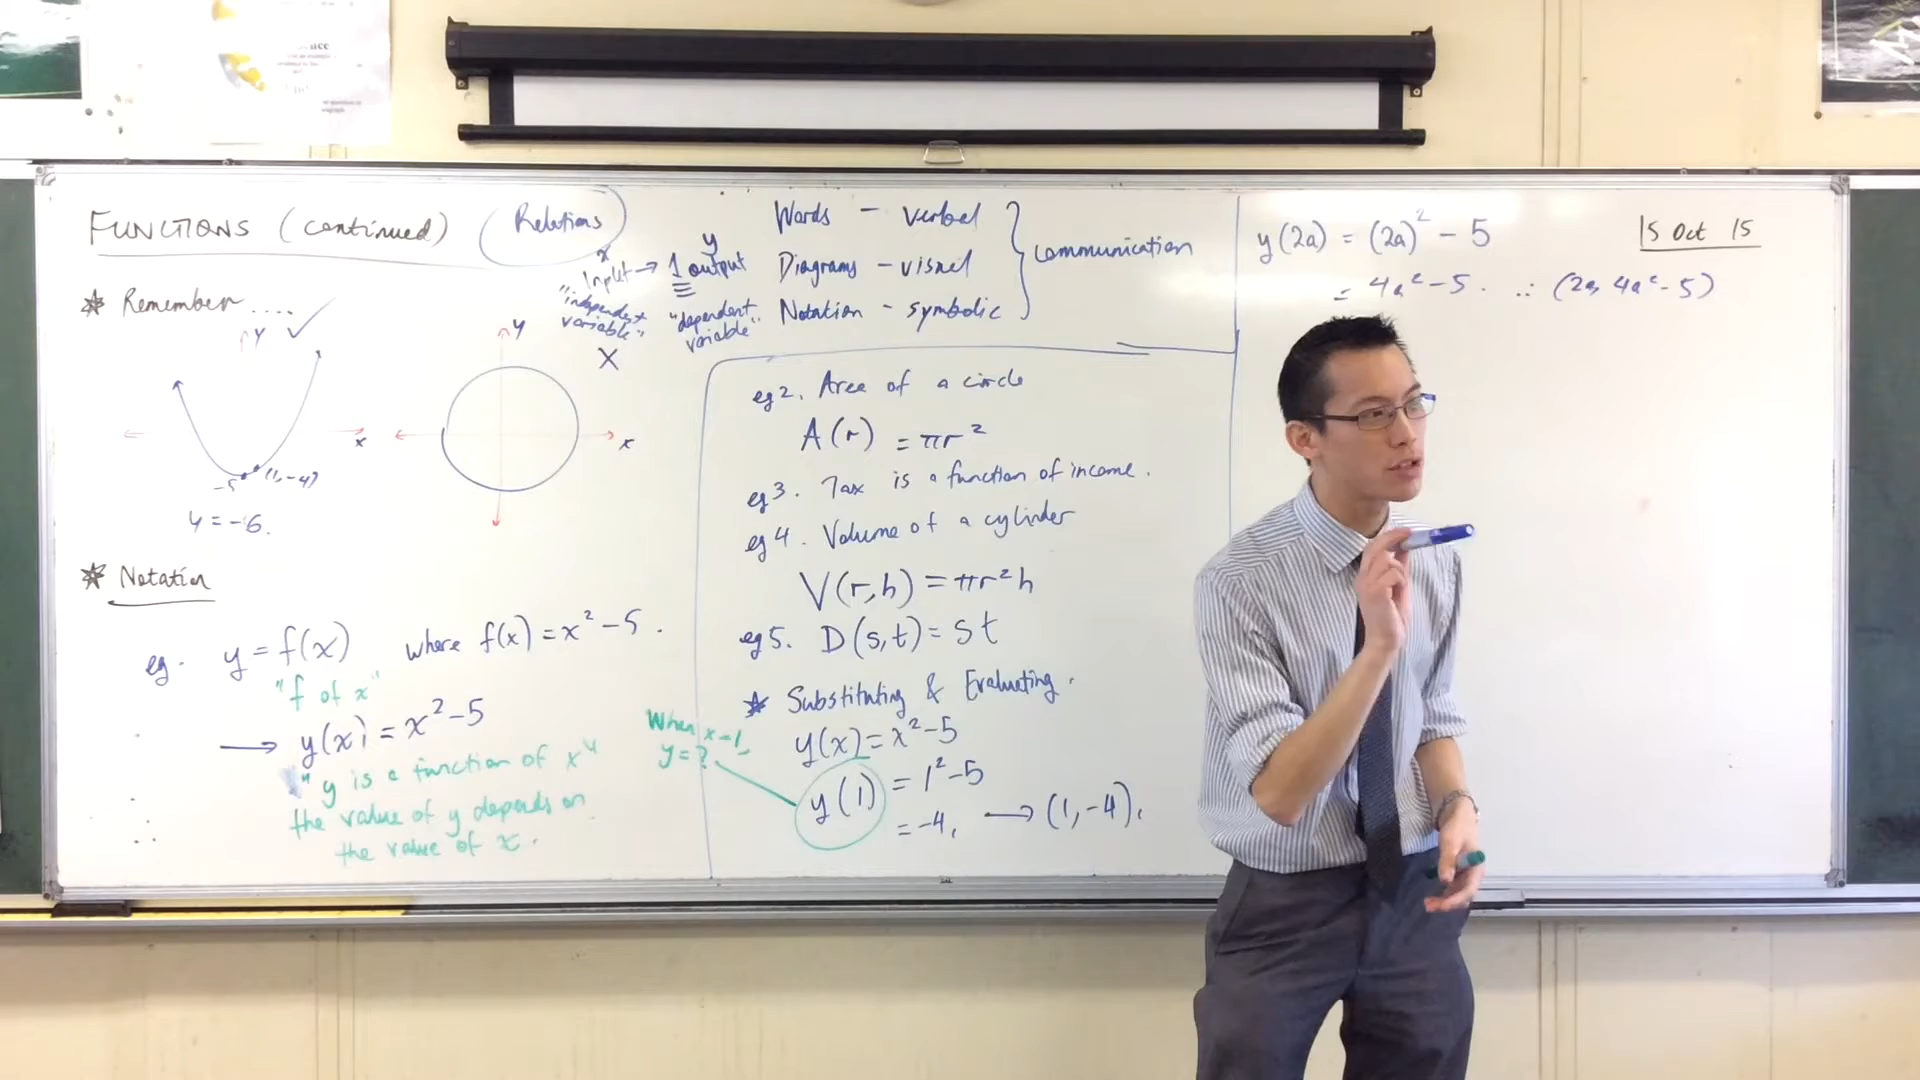 FUNCTIONS (continued) (Relations)
x y
Input → 1 output
"independent variable"
"dependent variable"
Words - verbal
Diagrams - visual
Notation - symbolic
communication
* Remember ....
y
x
-5
(1,-4)
y = -6.
y
x
X
* Notation
eg. y = f(x) where f(x) = x² - 5.
"f of x"
→ y(x) = x² - 5
"y is a function of x"
the value of y depends on
the value of x.
eg 2. Area of a circle
A(r) = πr²
eg 3. Tax is a function of income.
eg 4. Volume of a cylinder
V(r,h) = πr²h
eg 5. D(s,t) = st
* Substituting & Evaluating.
When x=1,
y = ?
y(x) = x² - 5
y(1) = 1² - 5
= -4, → (1,-4).
y(2a) = (2a)² - 5
= 4a² - 5. ∴ (2a, 4a² - 5)
15 Oct 15